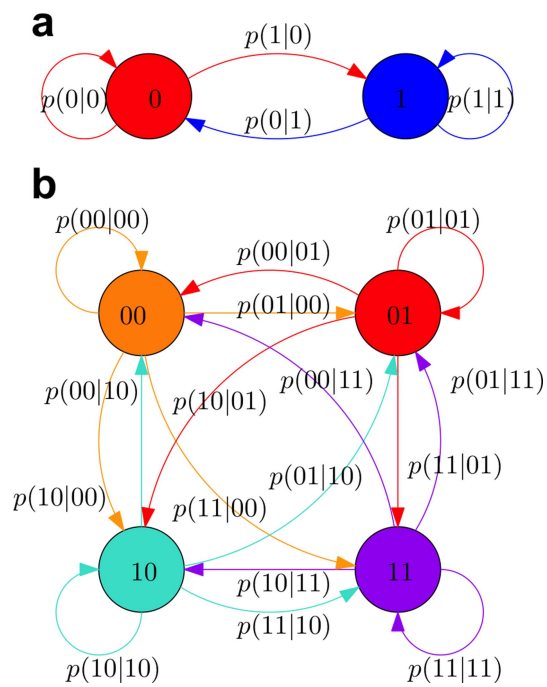 a
p(1|0)
p(0|0) 0 1 p(1|1)
p(0|1)
b
p(00|00) p(01|01)
p(00|01)
00 p(01|00) 01
p(00|10) p(10|01) p(00|11) p(01|11)
p(01|10) p(11|01)
p(10|00) p(11|00)
10 p(10|11) 11
p(11|10)
p(10|10) p(11|11)